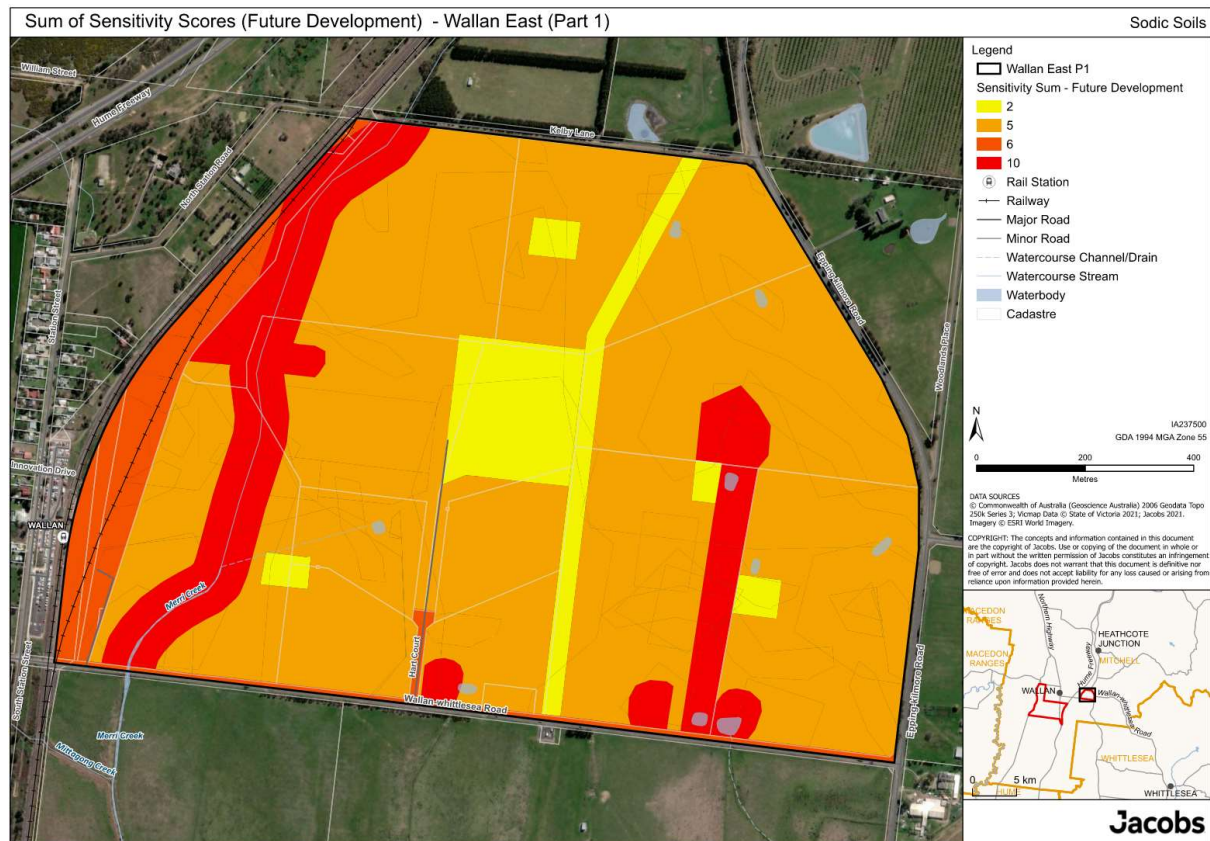 Sum of Sensitivity Scores (Future Development) - Wallan East (Part 1)
Sodic Soils
William Street
Hume Freeway
North Station Road
Kelby Lane
Epping-kilmore Road
Woodlands Place
Station Street
Innovation Drive
WALLAN
Merri Creek
Hart Court
Wallan-whittlesea Road
Epping-kilmore Road
South Station Street
Merri Creek
Mittagong Creek
Legend
Wallan East P1
Sensitivity Sum - Future Development
2
5
6
10
Rail Station
Railway
Major Road
Minor Road
Watercourse Channel/Drain
Watercourse Stream
Waterbody
Cadastre
N
IA237500
GDA 1994 MGA Zone 55
0 200 400
Metres
DATA SOURCES
© Commonwealth of Australia (Geoscience Australia) 2006 Geodata Topo
250k Series 3; Vicmap Data © State of Victoria 2021; Jacobs 2021.
Imagery © ESRI World Imagery.
COPYRIGHT: The concepts and information contained in this document
are the copyright of Jacobs. Use or copying of the document in whole or
in part without the written permission of Jacobs constitutes an infringement
of copyright. Jacobs does not warrant that this document is definitive nor
free of error and does not accept liability for any loss caused or arising from
reliance upon information provided herein.
MACEDON
RANGES
MACEDON
RANGES
Northern Highway
HEATHCOTE
JUNCTION
MITCHELL
Hume Freeway
WALLAN
Wallan-whittlesea
Road
WHITTLESEA
WHITTLESEA
HUME
0 5 km
Jacobs